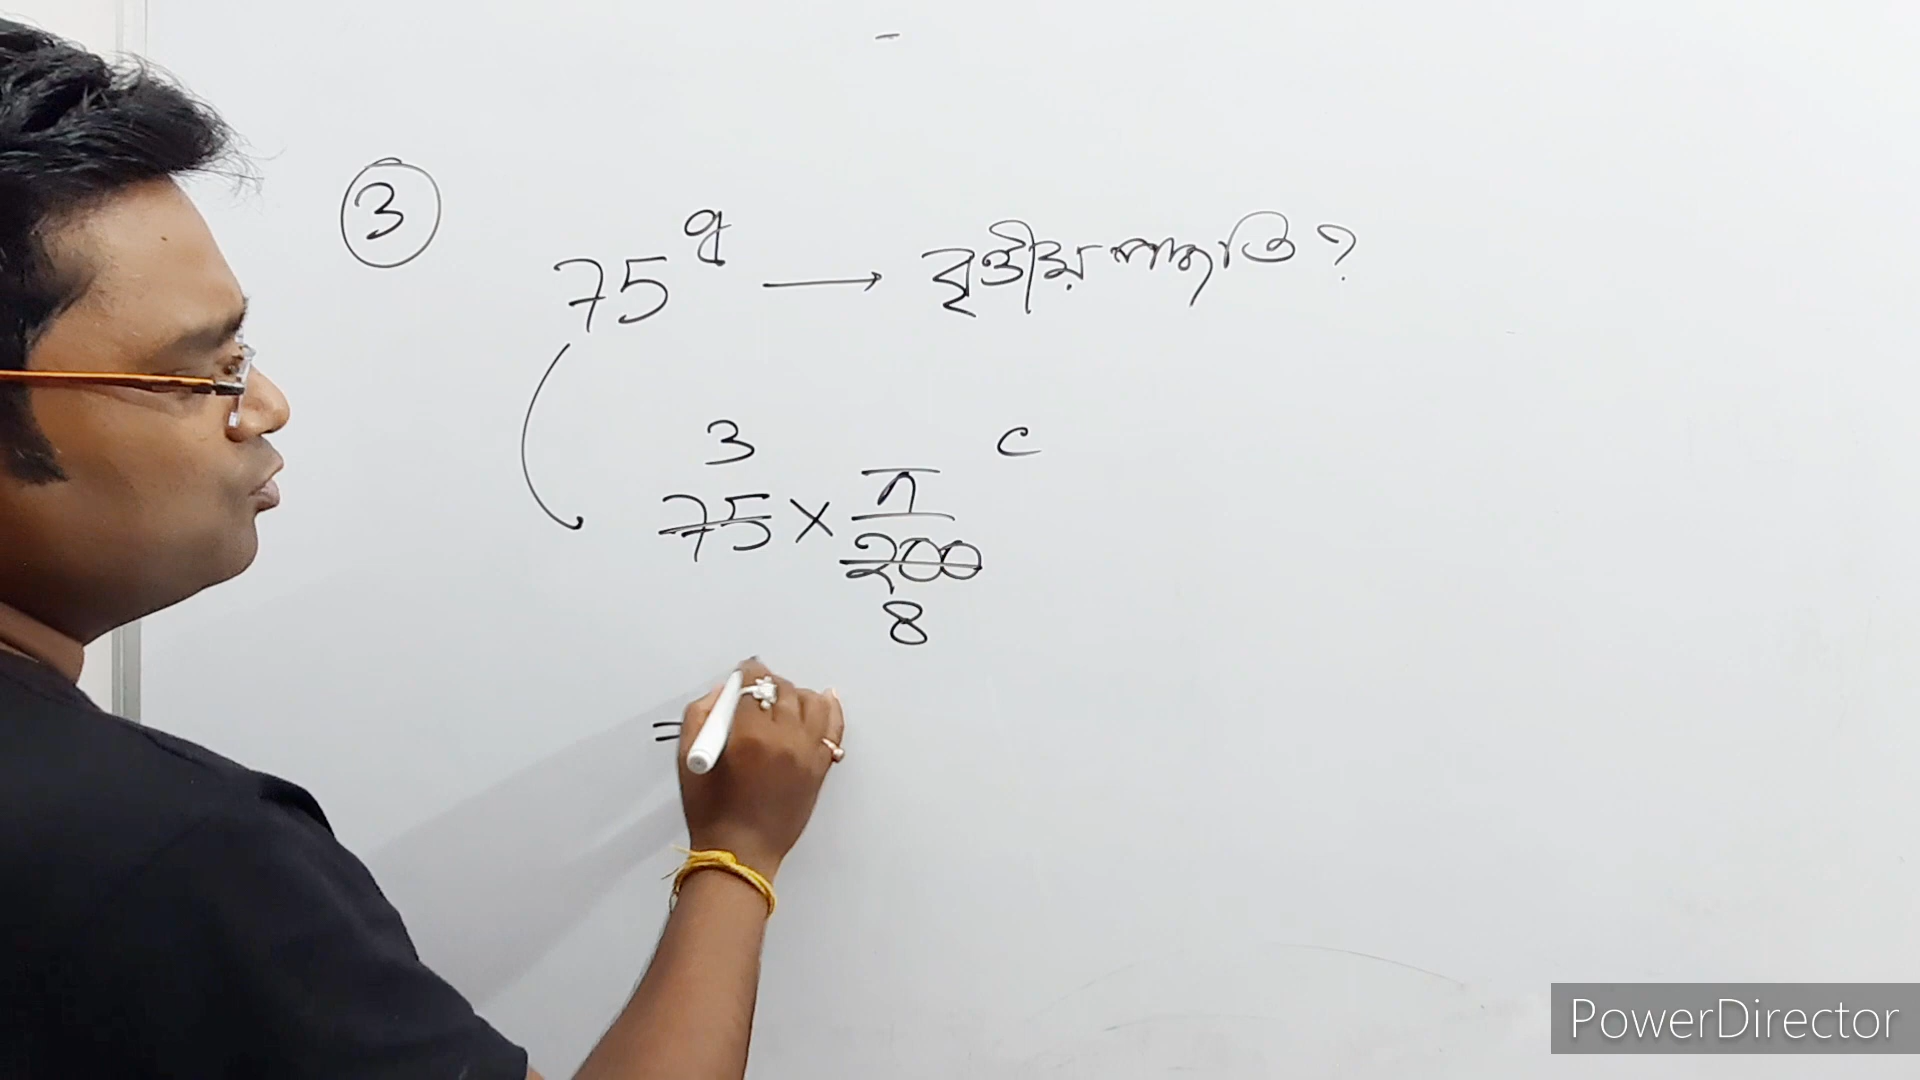 3
75^g → বৃত্তীয় পদ্ধতি ?
3 c
75 × π
200
8
=
PowerDirector